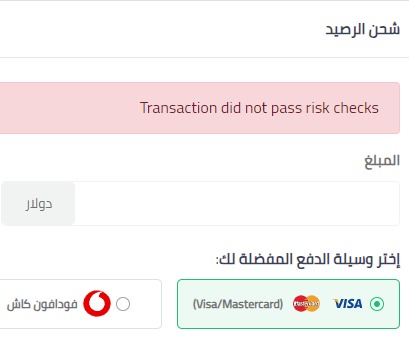 شحن الرصيد
Transaction did not pass risk checks
المبلغ
دولار
إختر وسيلة الدفع المفضلة لك:
VISA MasterCard (Visa/Mastercard)
فودافون كاش